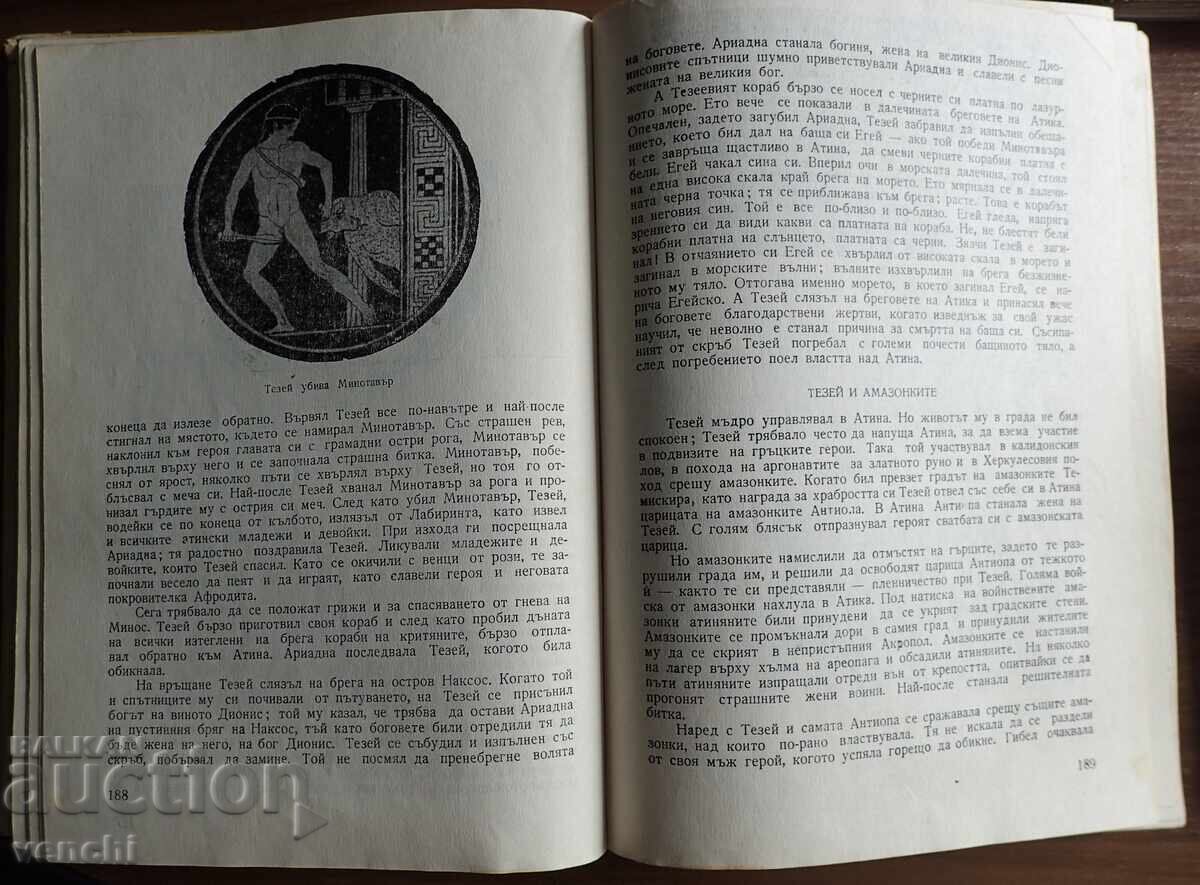 Тезей убива Минотавър
конеца да излезе обратно. Вървял Тезей все по-навътре и най-после
стигнал на мястото, където се намирал Минотавър. Със страшен рев,
наклонил към героя главата си с грамадни остри рога, Минотавър се
хвърлил върху него и се започнала страшна битка. Минотавър, побе-
снял от ярост, няколко пъти се хвърлял върху Тезей, но тоя го от-
блъсвал с меча си. Най-после Тезей хванал Минотавър за рога и про-
низал гърдите му с острия си меч. След като убил Минотавър, Тезей,
водейки се по конеца от кълбото, излязъл от Лабиринта, като извел
и всичките атински младежи и девойки. При изхода ги посрещнала
Ариадна; тя радостно поздравила Тезей. Ликували младежите и де-
войките, които Тезей спасил. Като се окичили с венци от рози, те за-
почнали весело да пеят и да играят, като славели героя и неговата
покровителка Афродита.
Сега трябвало да се положат грижи и за спасяването от гнева на
Минос. Тезей бързо приготвил своя кораб и след като пробил дъната
на всички изтеглени на брега кораби на критяните, бързо отпла-
вал обратно към Атина. Ариадна последвала Тезей, когото била
обикнала.
На връщане Тезей слязъл на брега на остров Наксос. Когато той
и спътниците му си почивали от пътуването, на Тезей се присънил
богът на виното Дионис; той му казал, че трябва да остави Ариадна
на пустинния бряг на Наксос, тъй като боговете били отредили тя да
бъде жена на него, на бог Дионис. Тезей се събудил и изпълнен със
скръб, побързал да замине. Той не посмял да пренебрегне волята
188
на боговете. Ариадна станала богиня, жена на великия Дионис. Дио-
нисовите спътници шумно приветствували Ариадна и славели с песни
жената на великия бог.
А Тезеевият кораб бързо се носел с черните си платна по лазур-
ното море. Ето вече се показали в далечината бреговете на Атика.
Опечален, задето загубил Ариадна, Тезей забравил да изпълни обеща-
нието, което бил дал на баща си Егей — ако той победи Минотавъра
и се завръща щастливо в Атина, да смени черните корабни платна с
бели. Егей чакал сина си. Вперил очи в морската далечина, той стоял
на една висока скала край брега на морето. Ето мярнала се в далечи-
ната черна точка; тя се приближава към брега; расте. Това е корабът
на неговия син. Той е все по-близо и по-близо. Егей гледа, напряга
зрението си да види какви са платната на кораба. Не, не блестят бели
корабни платна на слънцето, платната са черни. Значи Тезей е заги-
нал! В отчаянието си Егей се хвърлил от високата скала в морето и
загинал в морските вълни; вълните изхвърлили на брега безжизне-
ното му тяло. Оттогава именно морето, в което загинал Егей, се на-
рича Егейско. А Тезей слязъл на бреговете на Атика и принасял вече
на боговете благодарствени жертви, когато изведнъж за свой ужас
научил, че неволно е станал причина за смъртта на баща си. Съсипа-
ният от скръб Тезей погребал с големи почести бащиното тяло, а
след погребението поел властта над Атина.
ТЕЗЕЙ И АМАЗОНКИТЕ
Тезей мъдро управлявал в Атина. Но животът му в града не бил
спокоен; Тезей трябвало често да напуща Атина, за да взема участие
в подвизите на гръцките герои. Така той участвувал в калидонския
лов, в похода на аргонавтите за златното руно и в Херкулесовия по-
ход срещу амазонките. Когато бил превзет градът на амазонките Те-
мискира, като награда за храбростта си Тезей отвел със себе си в Атина
царицата на амазонките Антиопа. В Атина Антиопа станала жена на
Тезей. С голям блясък отпразнувал героят сватбата си с амазонската
царица.
Но амазонките намислили да отмъстят на гърците, задето те раз-
рушили града им, и решили да освободят царица Антиопа от тежкото
ѝ — както те си представяли — пленничество при Тезей. Голяма вой-
ска от амазонки нахлула в Атика. Под натиска на войнствените ама-
зонки атиняните били принудени да се укрият зад градските стени.
Амазонките се промъкнали дори в самия град и принудили жителите
му да се скрият в непристъпния Акропол. Амазонките се настанили
на лагер върху хълма на ареопага и обсадили атиняните. На няколко
пъти атиняните изпращали отреди вън от крепостта, опитвайки се да
прогонят страшните жени воини. Най-после станала решителната
битка.
Наред с Тезей и самата Антиопа се сражавала срещу същите ама-
зонки, над които по-рано властвувала. Тя не искала да се раздели
от своя мъж герой, когото успяла горещо да обикне. Гибел очаквала
189
BALKAN
auction
venchi